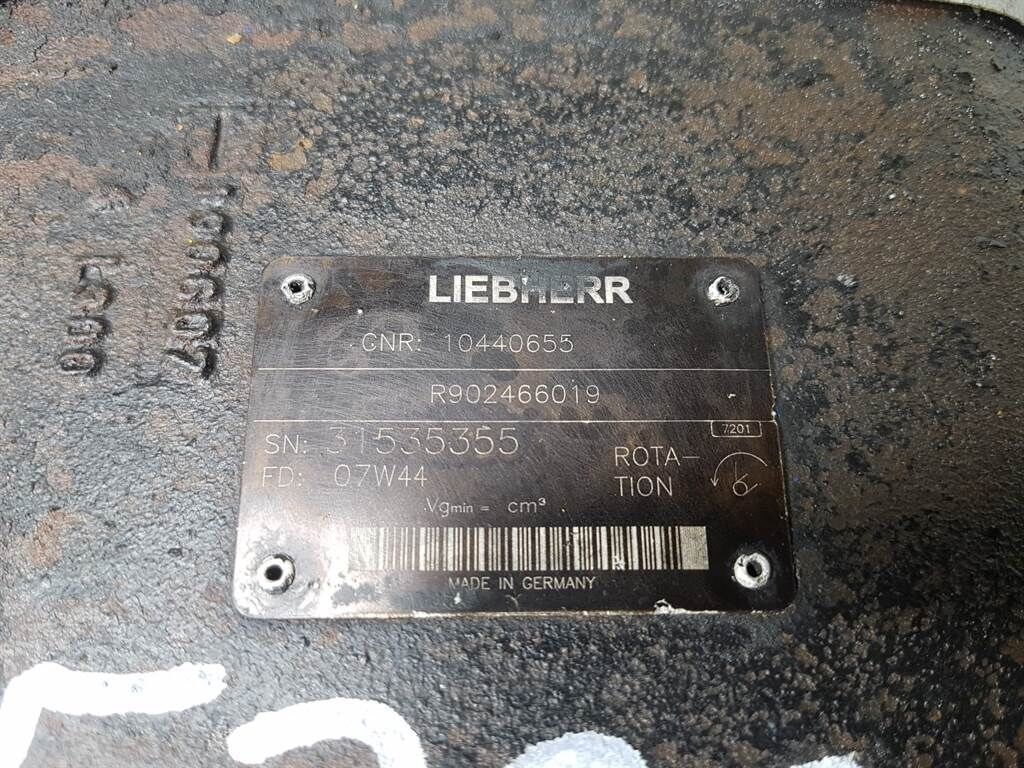 LIEBHERR
CNR: 10440655
R902466019
7201
SN: 31535355
FD: 07W44
ROTA-
TION
Vgmin = cm³
MADE IN GERMANY